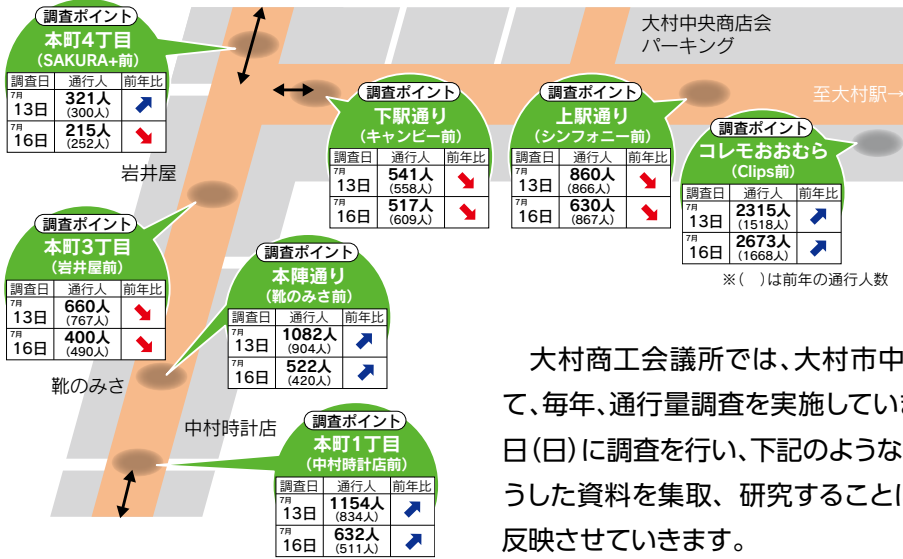 調査ポイント
本町4丁目
(SAKURA+前)
調査日 通行人 前年比
7月13日 321人(300人)
7月16日 215人(252人)
大村中央商店会
パーキング
至大村駅→
調査ポイント
下駅通り
(キャンビー前)
調査日 通行人 前年比
7月13日 541人(558人)
7月16日 517人(609人)
調査ポイント
上駅通り
(シンフォニー前)
調査日 通行人 前年比
7月13日 860人(866人)
7月16日 630人(867人)
調査ポイント
コレモおおむら
(Clips前)
調査日 通行人 前年比
7月13日 2315人(1518人)
7月16日 2673人(1668人)
※(　)は前年の通行人数
岩井屋
調査ポイント
本町3丁目
(岩井屋前)
調査日 通行人 前年比
7月13日 660人(767人)
7月16日 400人(490人)
調査ポイント
本陣通り
(靴のみさ前)
調査日 通行人 前年比
7月13日 1082人(904人)
7月16日 522人(420人)
靴のみさ
中村時計店
調査ポイント
本町1丁目
(中村時計店前)
調査日 通行人 前年比
7月13日 1154人(834人)
7月16日 632人(511人)
大村商工会議所では、大村市中
て、毎年、通行量調査を実施していま
日(日)に調査を行い、下記のような
うした資料を集取、研究することに
反映させていきます。